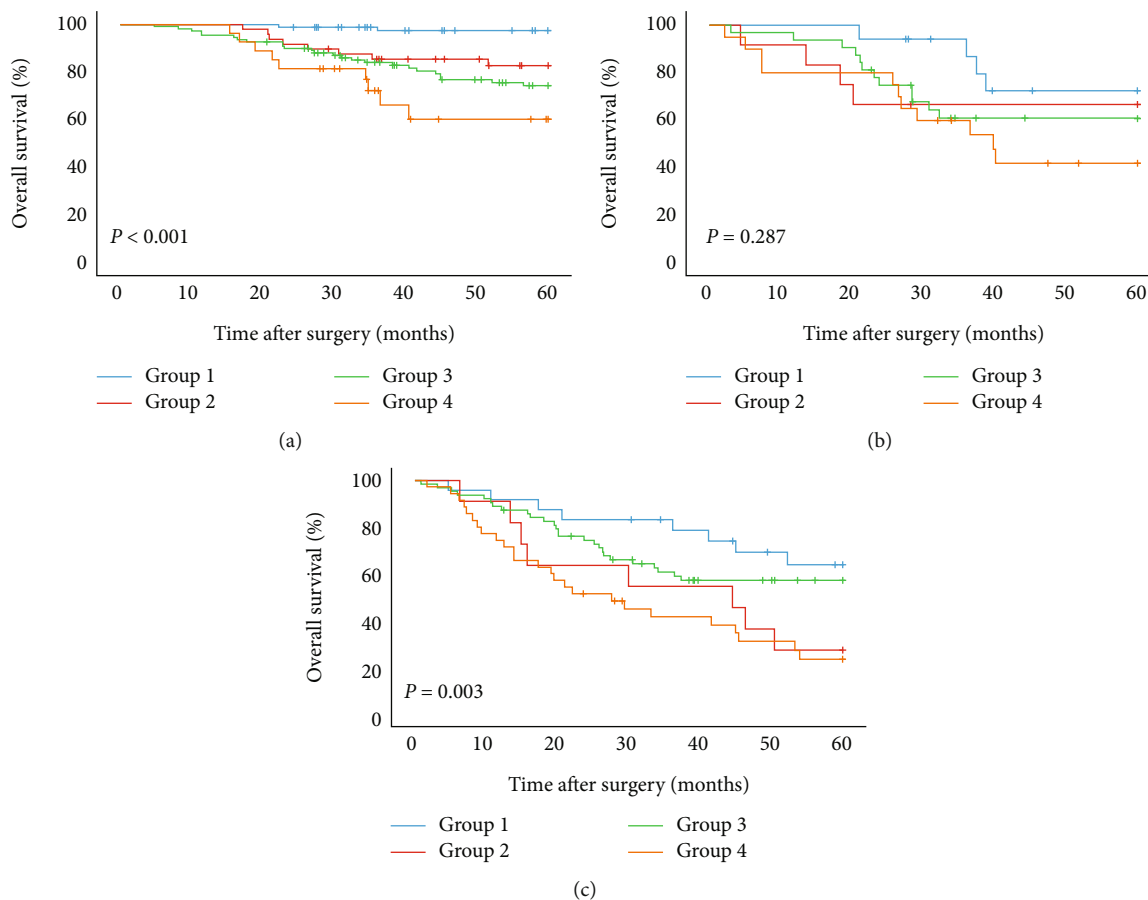 Overall survival (%)
100
80
60
40
20
0
P < 0.001
0 10 20 30 40 50 60
Time after surgery (months)
Group 1 Group 3
Group 2 Group 4
(a)
Overall survival (%)
100
80
60
40
20
0
P = 0.287
0 10 20 30 40 50 60
Time after surgery (months)
Group 1 Group 3
Group 2 Group 4
(b)
Overall survival (%)
100
80
60
40
20
0
P = 0.003
0 10 20 30 40 50 60
Time after surgery (months)
Group 1 Group 3
Group 2 Group 4
(c)